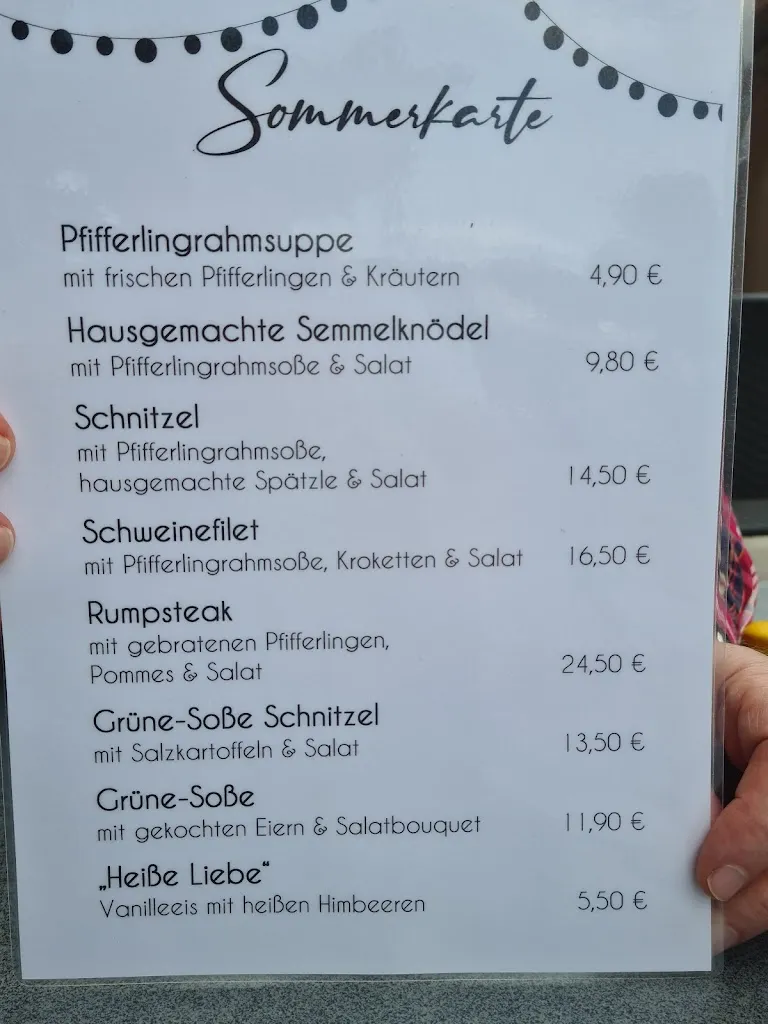 Sommerkarte
Pfifferlingrahmsuppe
mit frischen Pfifferlingen & Kräutern 4,90 €
Hausgemachte Semmelknödel
mit Pfifferlingrahmsoße & Salat 9,80 €
Schnitzel
mit Pfifferlingrahmsoße,
hausgemachte Spätzle & Salat 14,50 €
Schweinefilet
mit Pfifferlingrahmsoße, Kroketten & Salat 16,50 €
Rumpsteak
mit gebratenen Pfifferlingen,
Pommes & Salat 24,50 €
Grüne-Soße Schnitzel
mit Salzkartoffeln & Salat 13,50 €
Grüne-Soße
mit gekochten Eiern & Salatbouquet 11,90 €
„Heiße Liebe“
Vanilleeis mit heißen Himbeeren 5,50 €